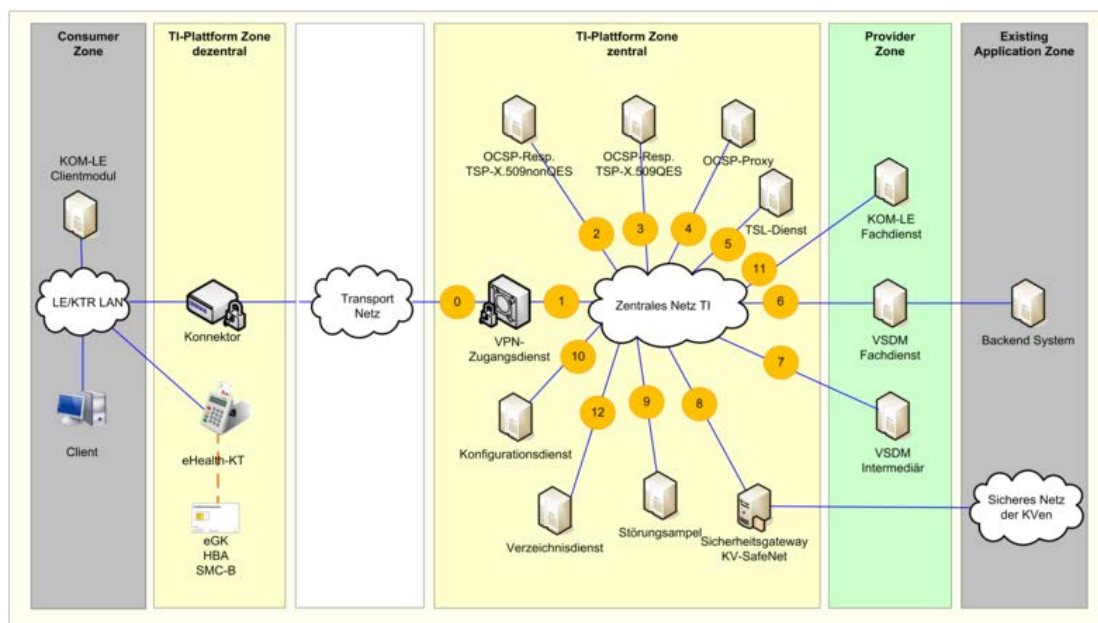 Consumer
Zone
TI-Plattform Zone
dezentral
TI-Plattform Zone
zentral
Provider
Zone
Existing
Application Zone
KOM-LE
Clientmodul
LE/KTR LAN
Client
Konnektor
eHealth-KT
eGK
HBA
SMC-B
Transport
Netz
OCSP-Resp.
TSP-X.509nonQES
OCSP-Resp.
TSP-X.509QES
OCSP-Proxy
TSL-Dienst
2
3
4
5
11
0
1
6
VPN-
Zugangsdienst
Zentrales Netz TI
10
12
9
8
7
Konfigurationsdienst
Verzeichnisdienst
Störungsampel
Sicherheitsgateway
KV-SafeNet
KOM-LE
Fachdienst
VSDM
Fachdienst
VSDM
Intermediär
Backend System
Sicheres Netz
der KVen